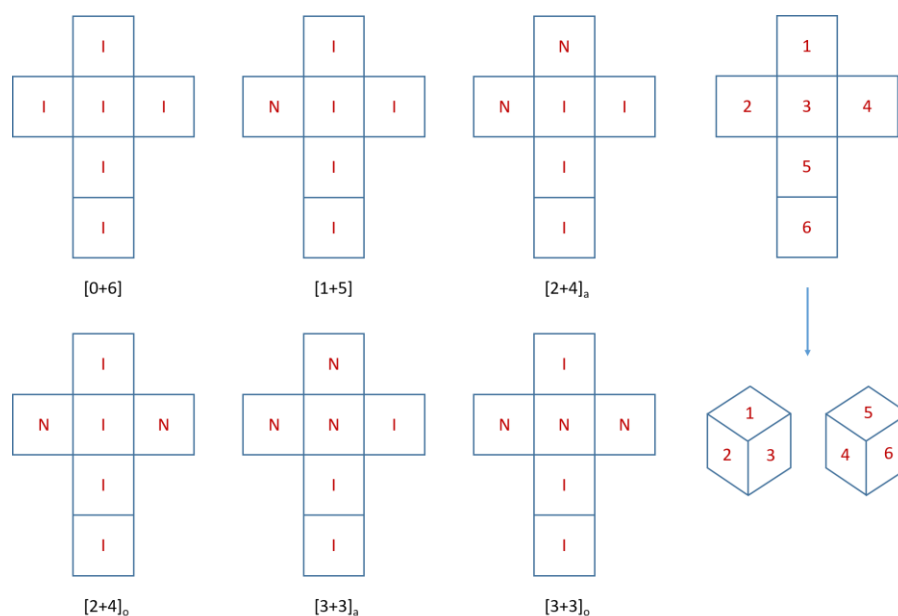 I I N 1
I I I N I I N I I 2 3 4
I I I 5
I I I 6
[0+6] [1+5] [2+4]a
I N I
N I N N N I N N N 1 5
2 3 4 6
I I I
I I I
[2+4]o [3+3]a [3+3]o